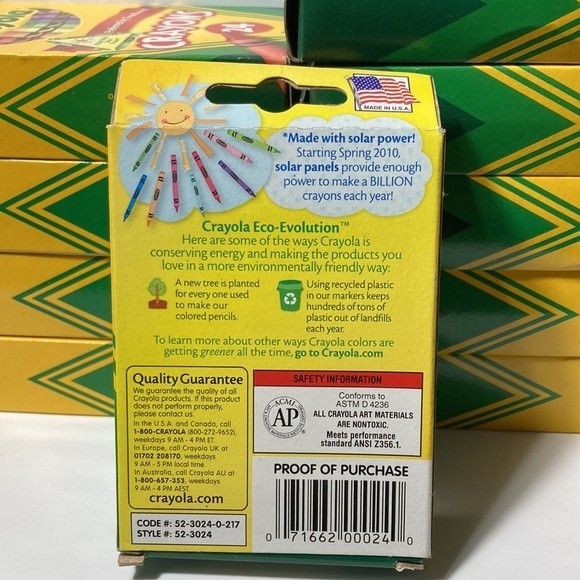 CRAYONS
24
MADE IN U.S.A.
*Made with solar power!
Starting Spring 2010,
solar panels provide enough
power to make a BILLION
crayons each year!
Crayola Eco-Evolution™
Here are some of the ways Crayola is
conserving energy and making the products you
love in a more environmentally friendly way:
A new tree is planted
for every one used
to make our
colored pencils.
Using recycled plastic
in our markers keeps
hundreds of tons of
plastic out of landfills
each year.
To learn more about other ways Crayola colors are
getting greener all the time, go to Crayola.com
Quality Guarantee
We guarantee the quality of all
Crayola products. If this product
does not perform properly,
please contact us.
In the U.S.A. and Canada, call
1-800-CRAYOLA (800-272-9652),
weekdays 9 AM - 4 PM ET.
In Europe, call Crayola UK at
01702 208170, weekdays
9 AM - 5 PM local time.
In Australia, call Crayola AU at
1-800-657-353, weekdays
9 AM - 4 PM AEST.
crayola.com
CODE #: 52-3024-0-217
STYLE #: 52-3024
SAFETY INFORMATION
ACMI
AP
Conforms to
ASTM D 4236
ALL CRAYOLA ART MATERIALS
ARE NONTOXIC.
Meets performance
standard ANSI Z356.1.
PROOF OF PURCHASE
0 71662 00024 0